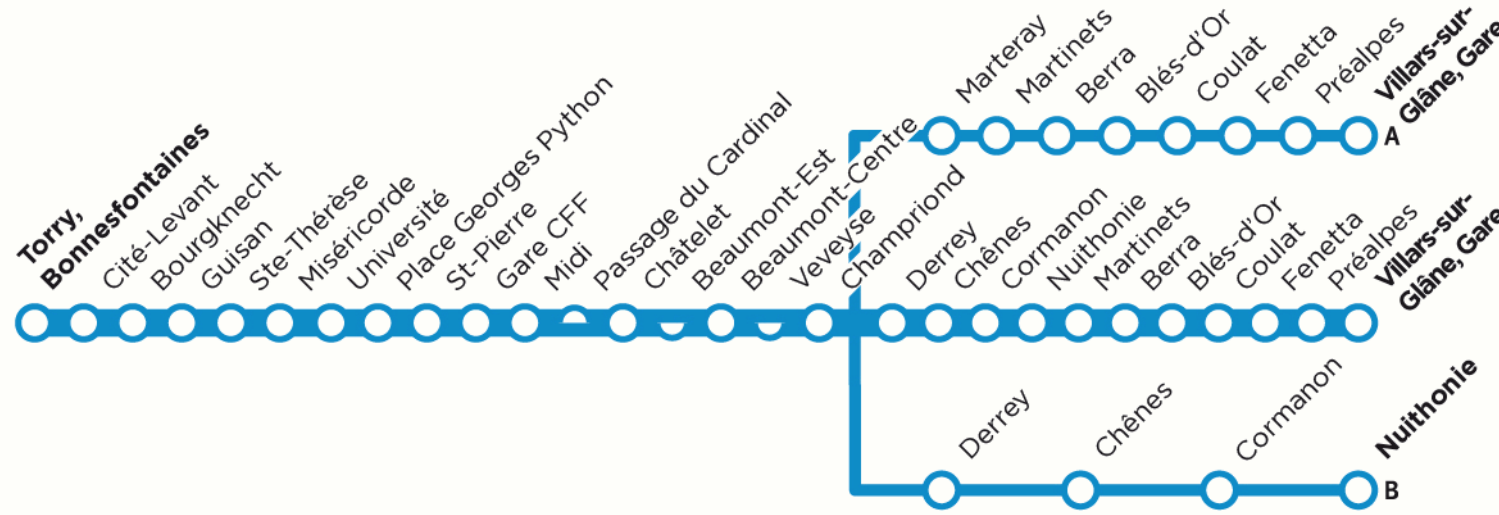 Torry,
Bonnesfontaines
Cité-Levant
Bourgknecht
Guisan
Ste-Thérèse
Miséricorde
Université
Place Georges Python
St-Pierre
Gare CFF
Midi
Passage du Cardinal
Châtelet
Beaumont-Est
Beaumont-Centre
Veveyse
Champriond
Marteray
Martinets
Berra
Blés-d'Or
Coulat
Fenetta
Préalpes
Villars-sur-
Glâne, Gare
A
Derrey
Chênes
Cormanon
Nuithonie
Martinets
Berra
Blés-d'Or
Coulat
Fenetta
Préalpes
Villars-sur-
Glâne, Gare
Derrey
Chênes
Cormanon
Nuithonie
B